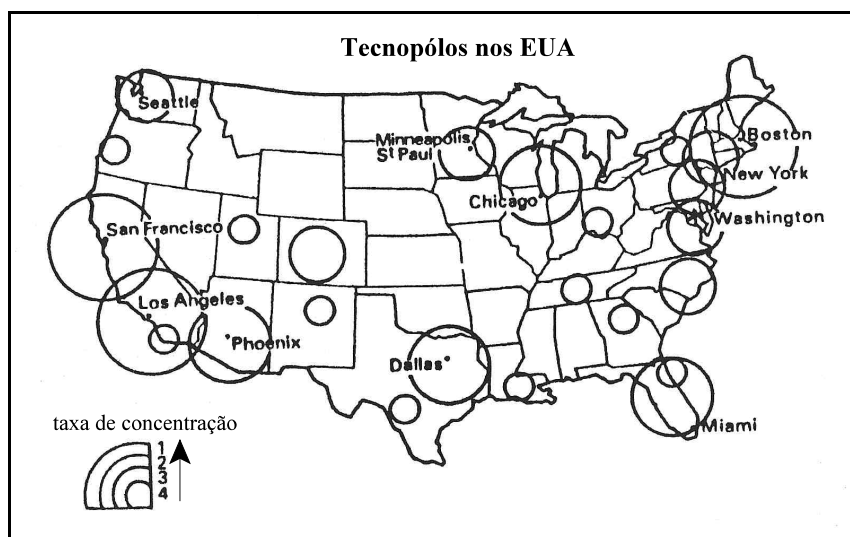 Tecnopólos nos EUA
Seattle
Minneapolis
St Paul
Boston
New York
Chicago
Washington
San Francisco
Los Angeles
Phoenix
Dallas
Miami
taxa de concentração
1
2
3
4